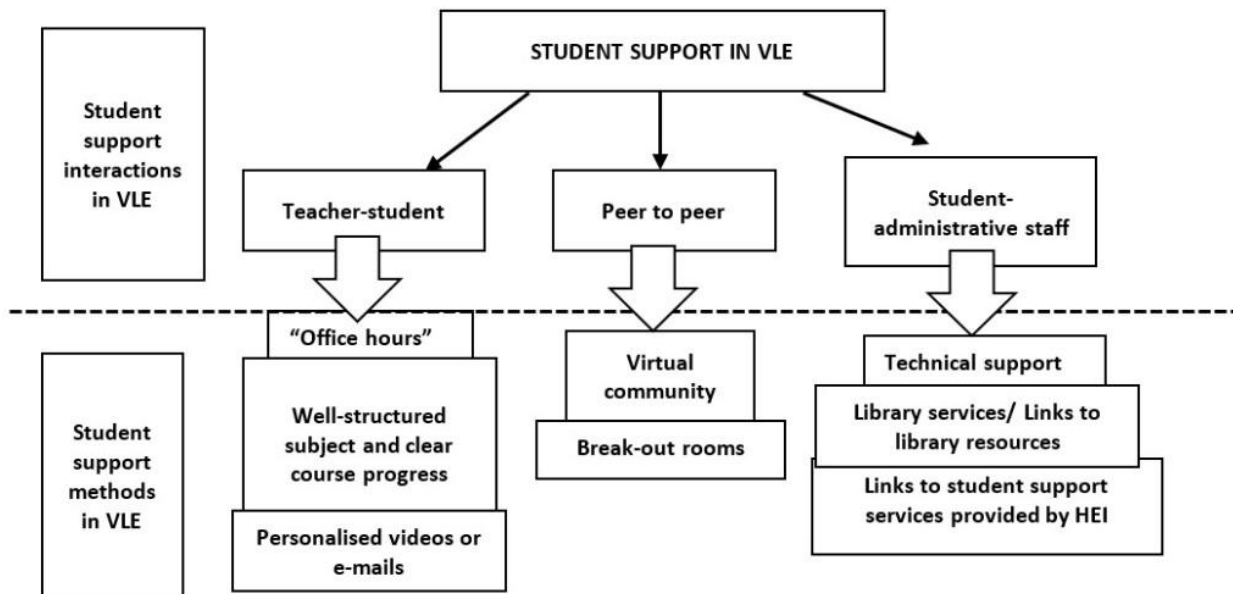 STUDENT SUPPORT IN VLE
Student
support
interactions
in VLE
Teacher-student
Peer to peer
Student-
administrative staff
Student
support
methods
in VLE
“Office hours”
Well-structured
subject and clear
course progress
Personalised videos or
e-mails
Virtual
community
Break-out rooms
Technical support
Library services/ Links to
library resources
Links to student support
services provided by HEI